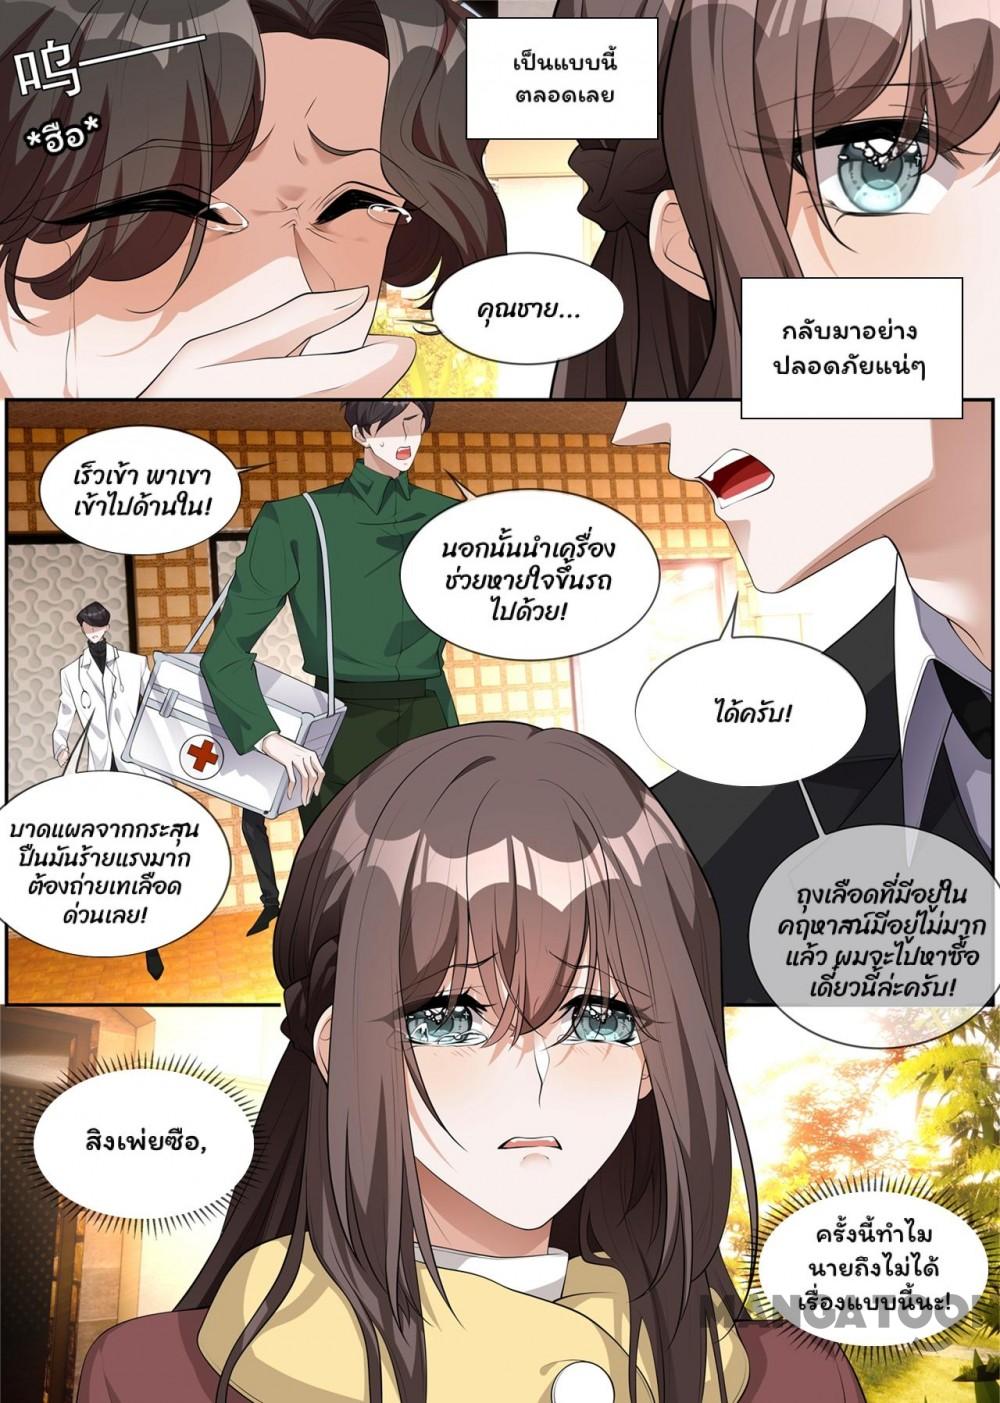 呜——
*ฮือ*
เป็นแบบนี้
ตลอดเลย
คุณชาย...
กลับมาอย่าง
ปลอดภัยแน่ๆ
เร็วเข้า พาเขา
เข้าไปด้านใน!
นอกนั้นนำเครื่อง
ช่วยหายใจขึ้นรถ
ไปด้วย!
ได้ครับ!
บาดแผลจากกระสุน
ปืนมันร้ายแรงมาก
ต้องถ่ายเทเลือด
ด่วนเลย!
ถุงเลือดที่มีอยู่ใน
คฤหาสน์มีอยู่ไม่มาก
แล้ว ผมจะไปหาซื้อ
เดี๋ยวนี้ล่ะครับ!
สิงเพ่ยซือ,
ครั้งนี้ทำไม
นายถึงไม่ได้
เรื่องแบบนี้นะ!
MANGATOON